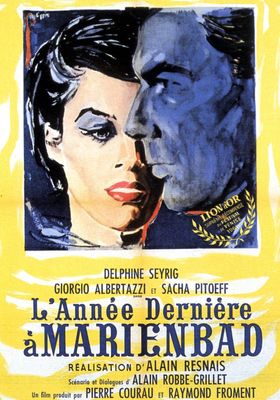 LION d'OR
DELPHINE SEYRIG
GIORGIO ALBERTAZZI ET SACHA PITOEFF
DANS
L'Année Dernière
à MARIENBAD
RÉALISATION D'ALAIN RESNAIS
Scénario et Dialogues d'ALAIN ROBBE-GRILLET
Un film produit par PIERRE COURAU et RAYMOND FROMENT